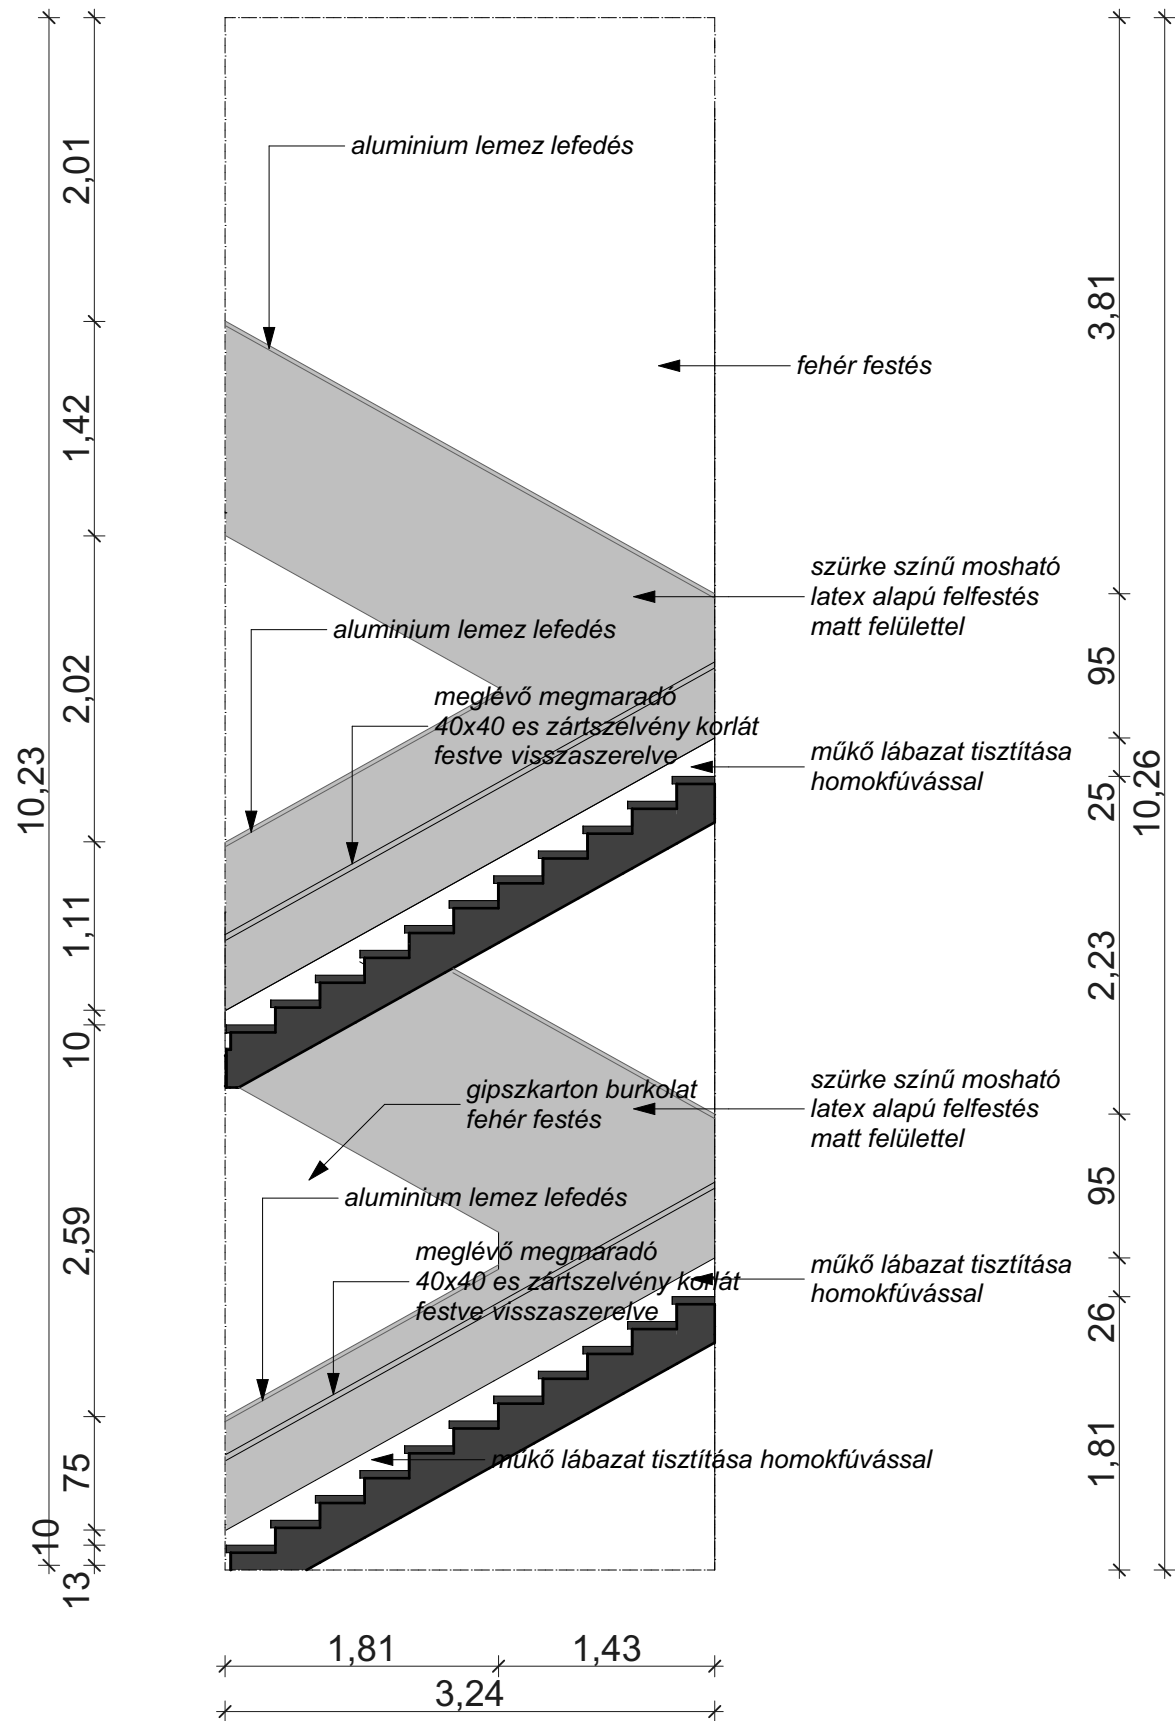 aluminium lemez lefedés
2,01
3,81
fehér festés
1,42
szürke színű mosható
latex alapú felfestés
matt felülettel
aluminium lemez lefedés
2,02
95
meglévő megmaradó
40x40 es zártszelvény korlát
festve visszaszerelve
műkő lábazat tisztítása
homokfúvással
10,23
25
10,26
1,11
2,23
10
gipszkarton burkolat
fehér festés
szürke színű mosható
latex alapú felfestés
matt felülettel
aluminium lemez lefedés
95
2,59
meglévő megmaradó
40x40 es zártszelvény korlát
festve visszaszerelve
műkő lábazat tisztítása
homokfúvással
26
műkő lábazat tisztítása homokfúvással
75
1,81
10
13
1,81
1,43
3,24